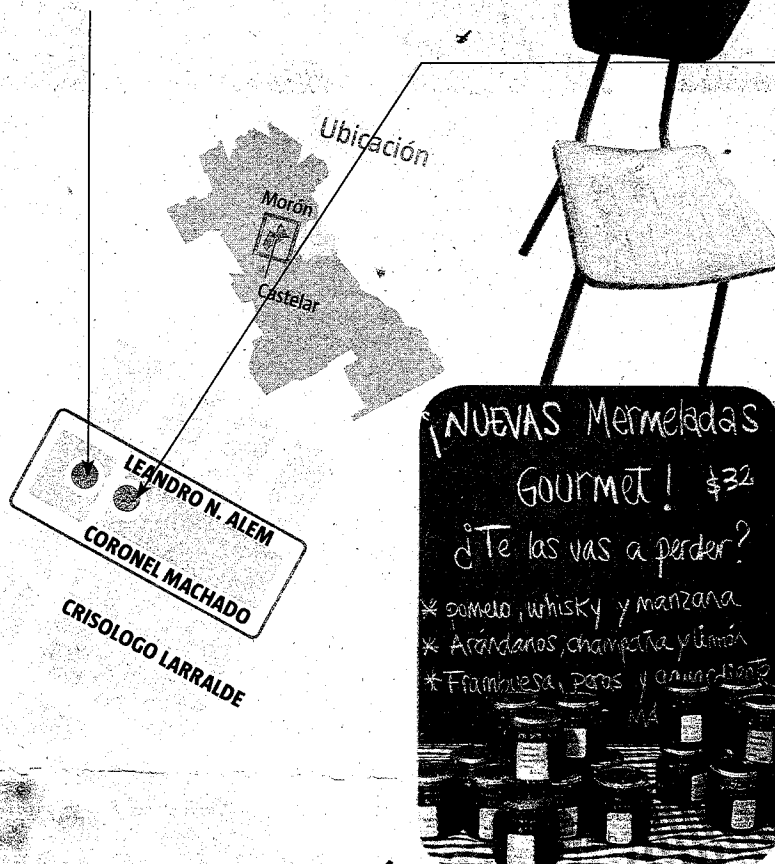 Ubicación
Morón
Castelar
LEANDRO N. ALEM
CORONEL MACHADO
CRISOLOGO LARRALDE
¡NUEVAS Mermeladas
Gourmet! $32
¿Te las vas a perder?
* pomelo, whisky y manzana
* Arándanos, champaña y limón
* Frambuesa, peras y